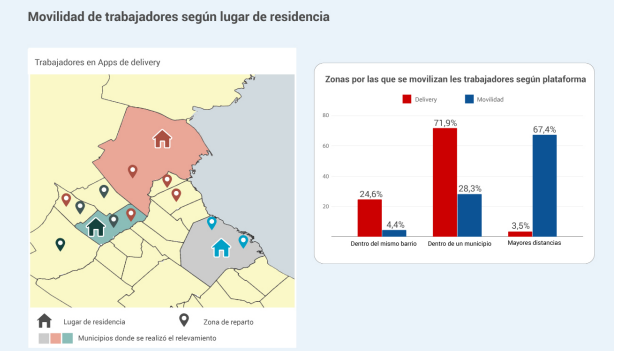 Movilidad de trabajadores según lugar de residencia
Trabajadores en Apps de delivery
Lugar de residencia
Zona de reparto
Municipios donde se realizó el relevamiento
Zonas por las que se movilizan les trabajadores según plataforma
Delivery
Movilidad
80
60
40
20
24,6%
4,4%
71,9%
28,3%
3,5%
67,4%
Dentro del mismo barrio
Dentro de un municipio
Mayores distancias